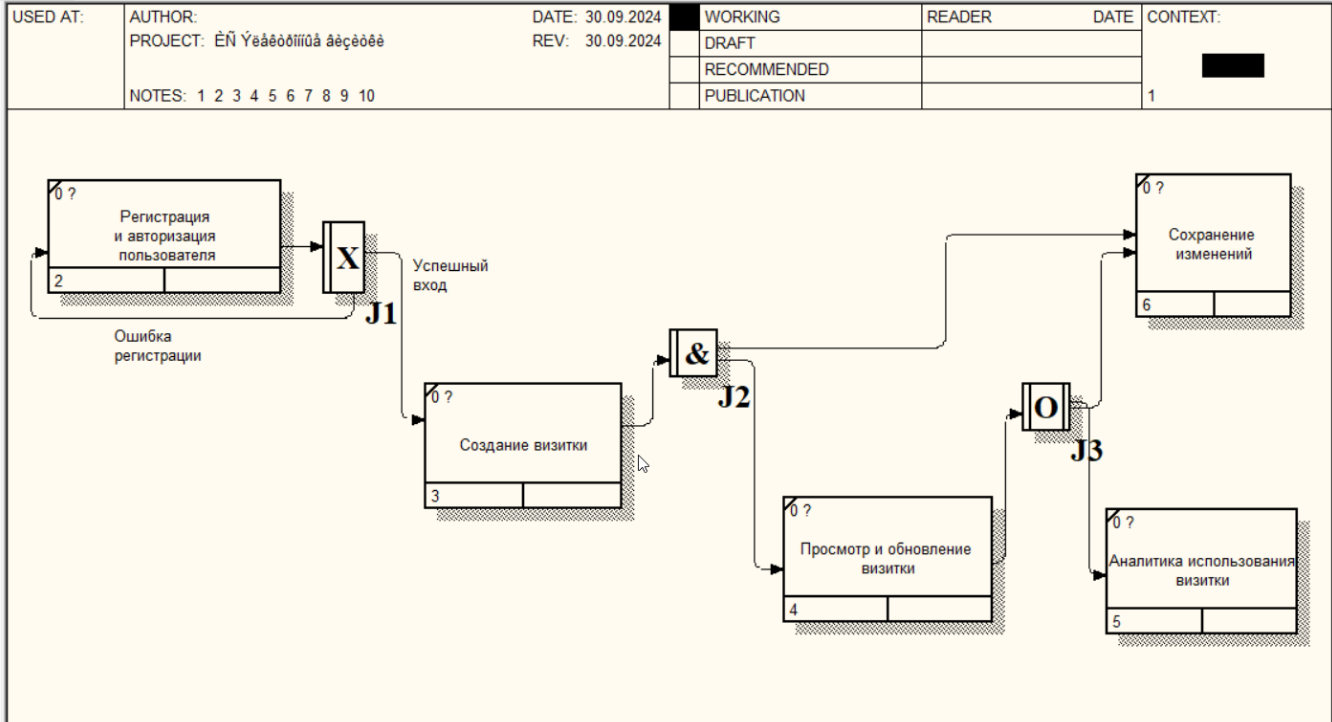 USED AT:
AUTHOR:
DATE: 30.09.2024
PROJECT: ÈÑ Ýëåêòðîííûå âèçèòêè
REV: 30.09.2024
NOTES: 1 2 3 4 5 6 7 8 9 10
WORKING
DRAFT
RECOMMENDED
PUBLICATION
READER DATE
CONTEXT:
1
0 ?
Регистрация
и авторизация
пользователя
2
X
J1
Успешный
вход
Ошибка
регистрации
0 ?
Создание визитки
3
&
J2
0 ?
Просмотр и обновление
визитки
4
O
J3
0 ?
Сохранение
изменений
6
0 ?
Аналитика использования
визитки
5